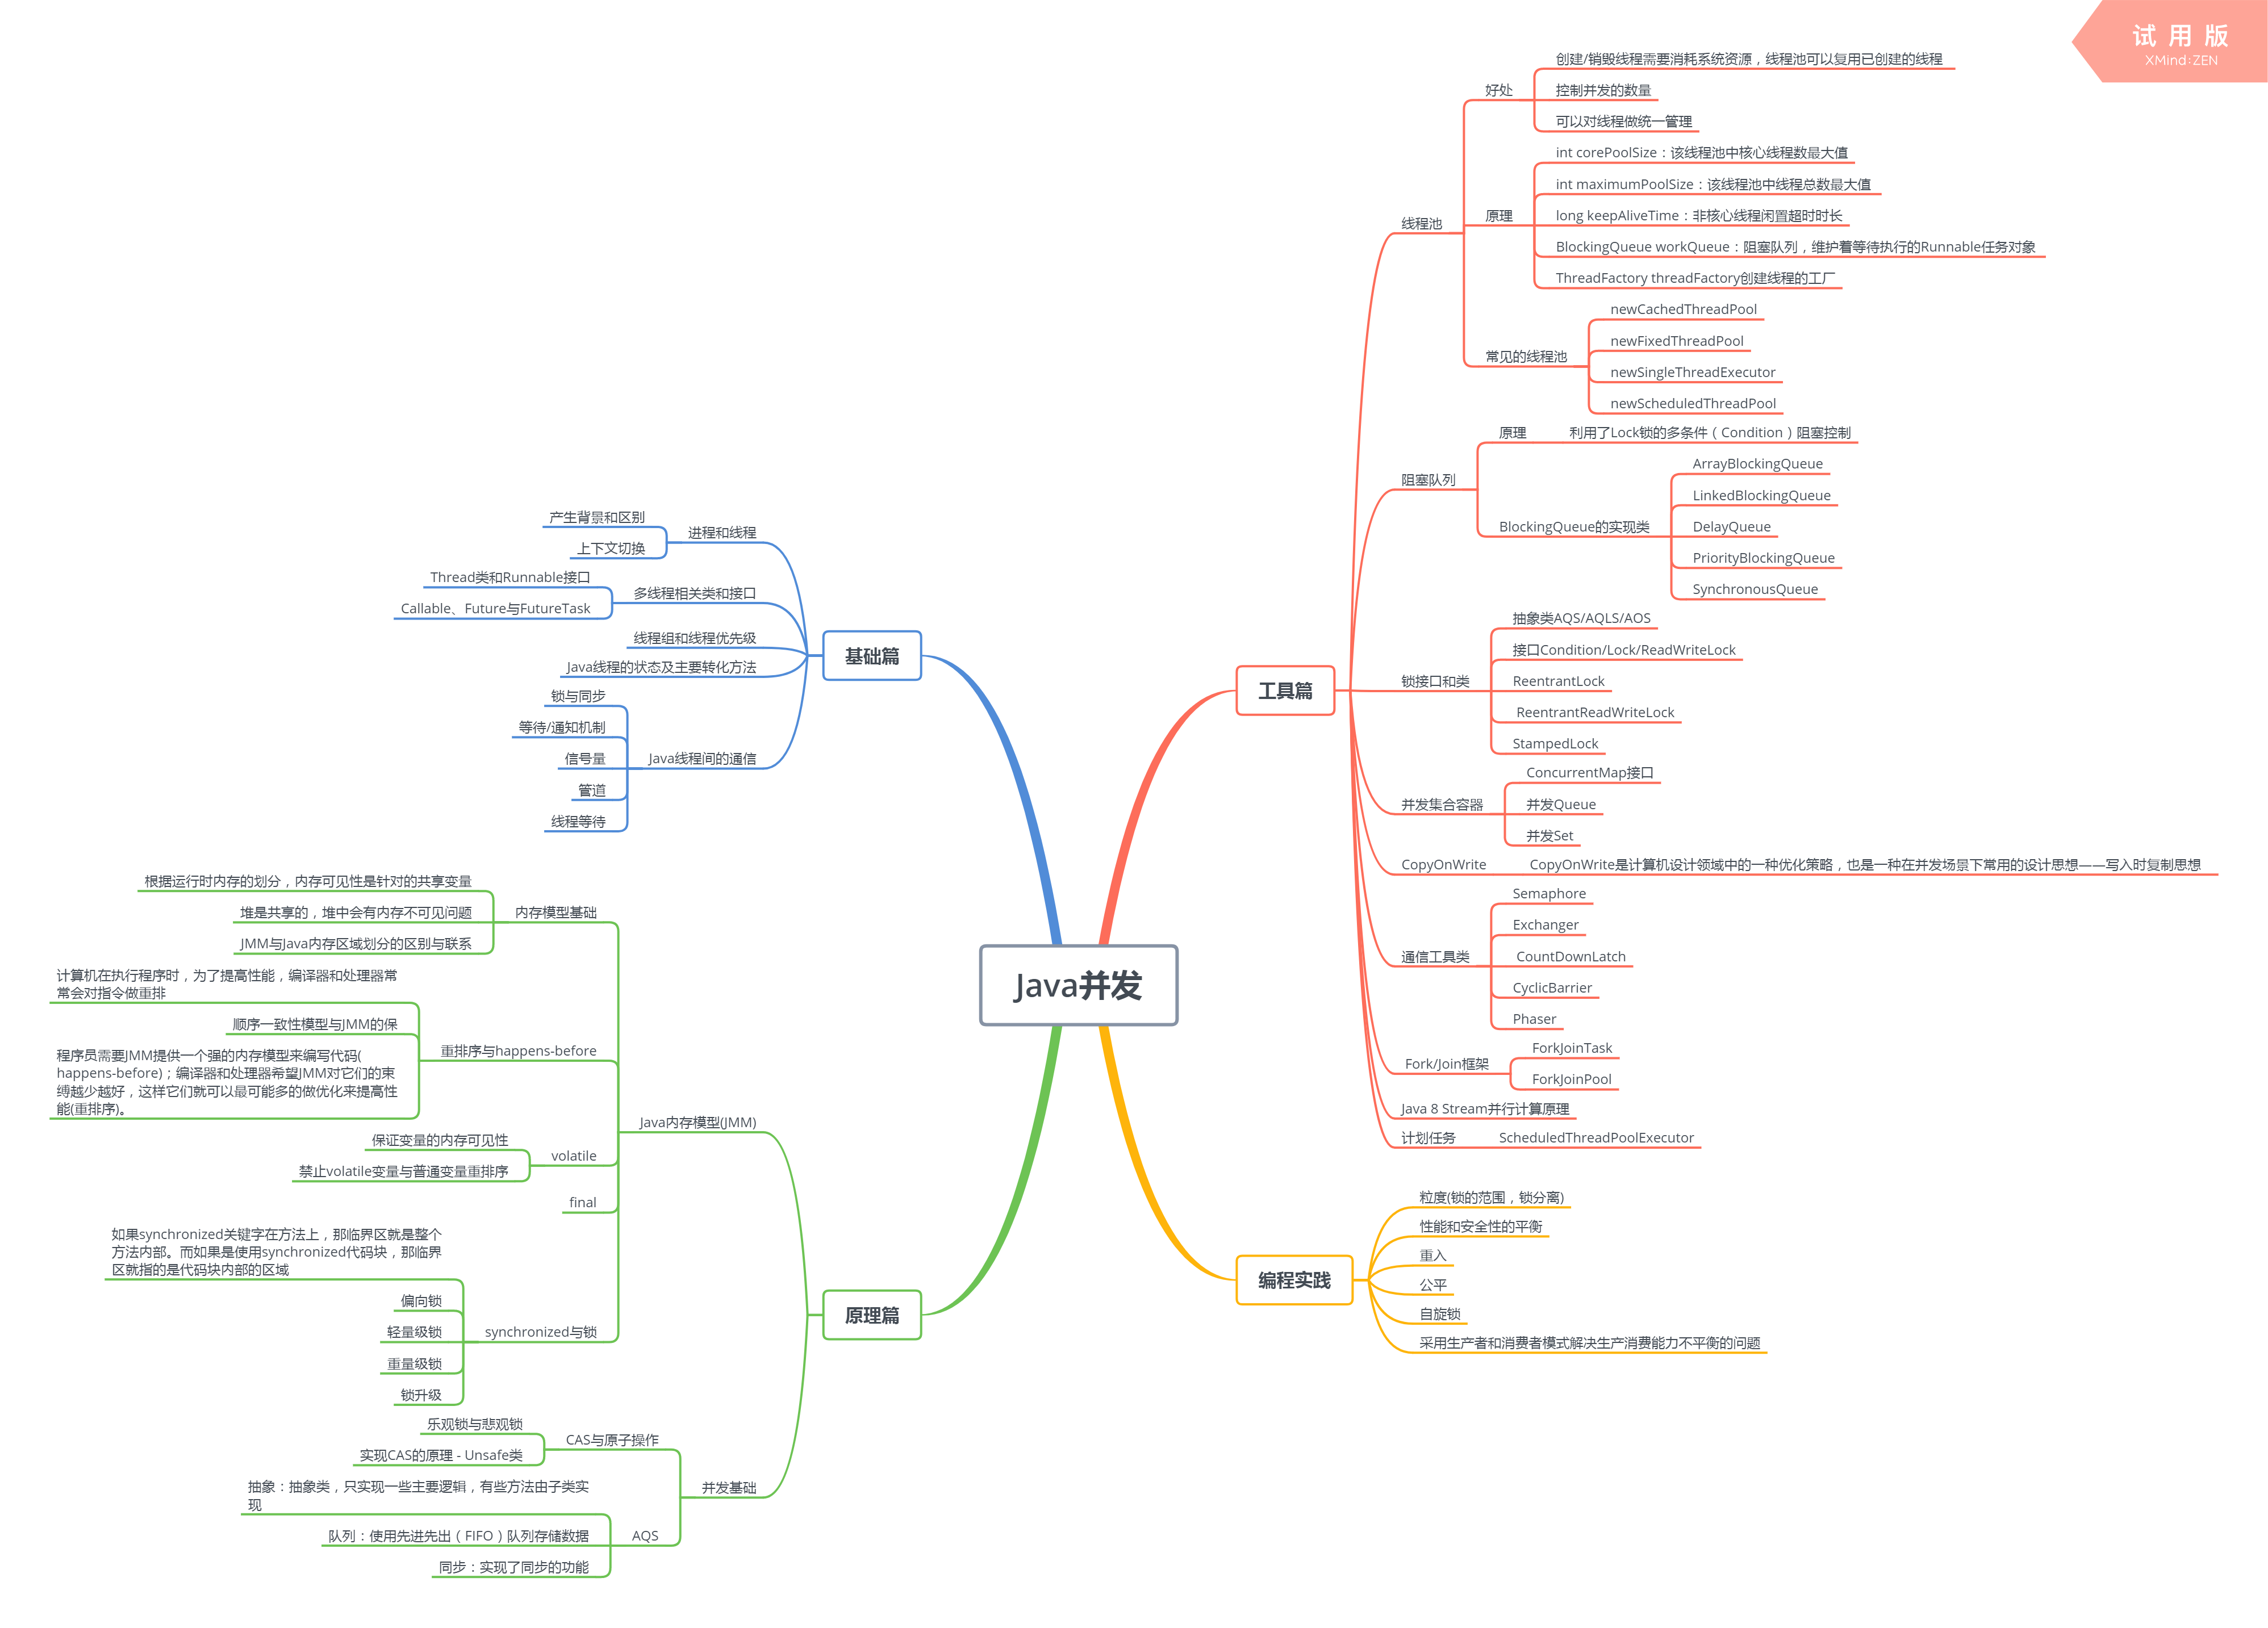 试用版
XMind:ZEN
Java并发
工具篇
线程池
好处
创建/销毁线程需要消耗系统资源，线程池可以复用已创建的线程
控制并发的数量
可以对线程做统一管理
原理
int corePoolSize：该线程池中核心线程数最大值
int maximumPoolSize：该线程池中线程总数最大值
long keepAliveTime：非核心线程闲置超时时长
BlockingQueue workQueue：阻塞队列，维护着等待执行的Runnable任务对象
ThreadFactory threadFactory创建线程的工厂
常见的线程池
newCachedThreadPool
newFixedThreadPool
newSingleThreadExecutor
newScheduledThreadPool
阻塞队列
原理
利用了Lock锁的多条件（Condition）阻塞控制
BlockingQueue的实现类
ArrayBlockingQueue
LinkedBlockingQueue
DelayQueue
PriorityBlockingQueue
SynchronousQueue
锁接口和类
抽象类AQS/AQLS/AOS
接口Condition/Lock/ReadWriteLock
ReentrantLock
ReentrantReadWriteLock
StampedLock
并发集合容器
ConcurrentMap接口
并发Queue
并发Set
CopyOnWrite
CopyOnWrite是计算机设计领域中的一种优化策略，也是一种在并发场景下常用的设计思想——写入时复制思想
通信工具类
Semaphore
Exchanger
CountDownLatch
CyclicBarrier
Phaser
Fork/Join框架
ForkJoinTask
ForkJoinPool
Java 8 Stream并行计算原理
计划任务
ScheduledThreadPoolExecutor
编程实践
粒度(锁的范围，锁分离)
性能和安全性的平衡
重入
公平
自旋锁
采用生产者和消费者模式解决生产消费能力不平衡的问题
基础篇
进程和线程
产生背景和区别
上下文切换
多线程相关类和接口
Thread类和Runnable接口
Callable、Future与FutureTask
线程组和线程优先级
Java线程的状态及主要转化方法
Java线程间的通信
锁与同步
等待/通知机制
信号量
管道
线程等待
原理篇
Java内存模型(JMM)
内存模型基础
根据运行时内存的划分，内存可见性是针对的共享变量
堆是共享的，堆中会有内存不可见问题
JMM与Java内存区域划分的区别与联系
重排序与happens-before
计算机在执行程序时，为了提高性能，编译器和处理器常
常会对指令做重排
顺序一致性模型与JMM的保
程序员需要JMM提供一个强的内存模型来编写代码(
happens-before)；编译器和处理器希望JMM对它们的束
缚越少越好，这样它们就可以最可能多的做优化来提高性
能(重排序)。
volatile
保证变量的内存可见性
禁止volatile变量与普通变量重排序
final
synchronized与锁
如果synchronized关键字在方法上，那临界区就是整个
方法内部。而如果是使用synchronized代码块，那临界
区就指的是代码块内部的区域
偏向锁
轻量级锁
重量级锁
锁升级
并发基础
CAS与原子操作
乐观锁与悲观锁
实现CAS的原理 - Unsafe类
AQS
抽象：抽象类，只实现一些主要逻辑，有些方法由子类实
现
队列：使用先进先出（FIFO）队列存储数据
同步：实现了同步的功能